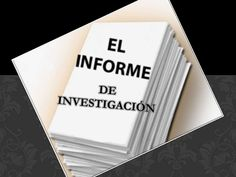 EL
INFORME
DE
INVESTIGACIÓN